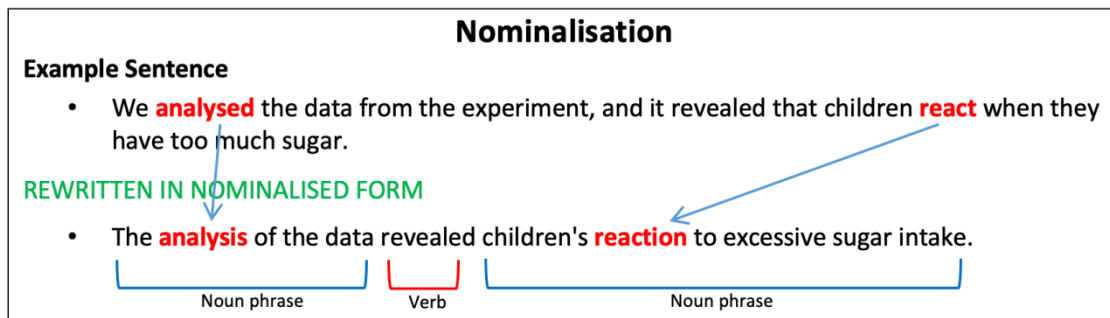 Nominalisation
Example Sentence
• We analysed the data from the experiment, and it revealed that children react when they
have too much sugar.
REWRITTEN IN NOMINALISED FORM
• The analysis of the data revealed children's reaction to excessive sugar intake.
Noun phrase Verb Noun phrase